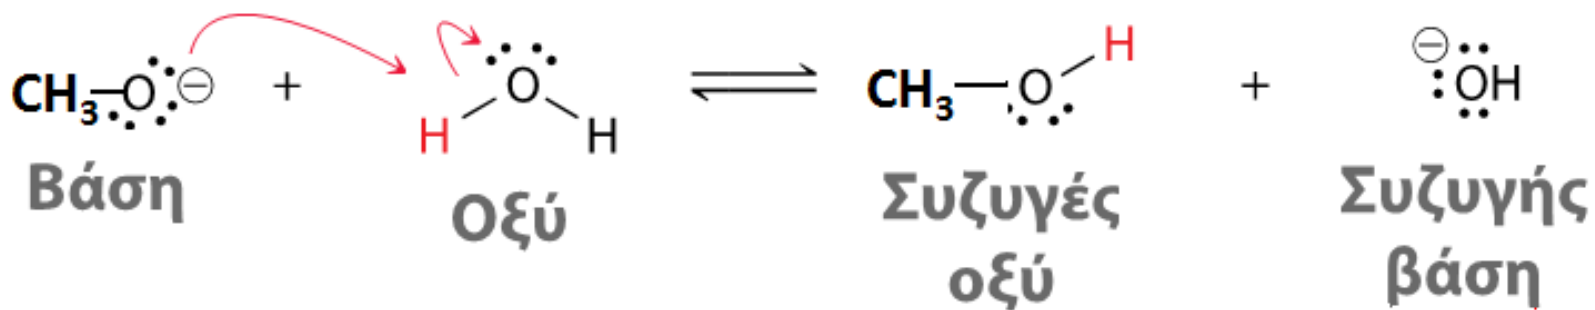 CH₃–O⊖ + H O H ⇌ CH₃–O H + ⊖OH
Βάση
Οξύ
Συζυγές
οξύ
Συζυγής
βάση